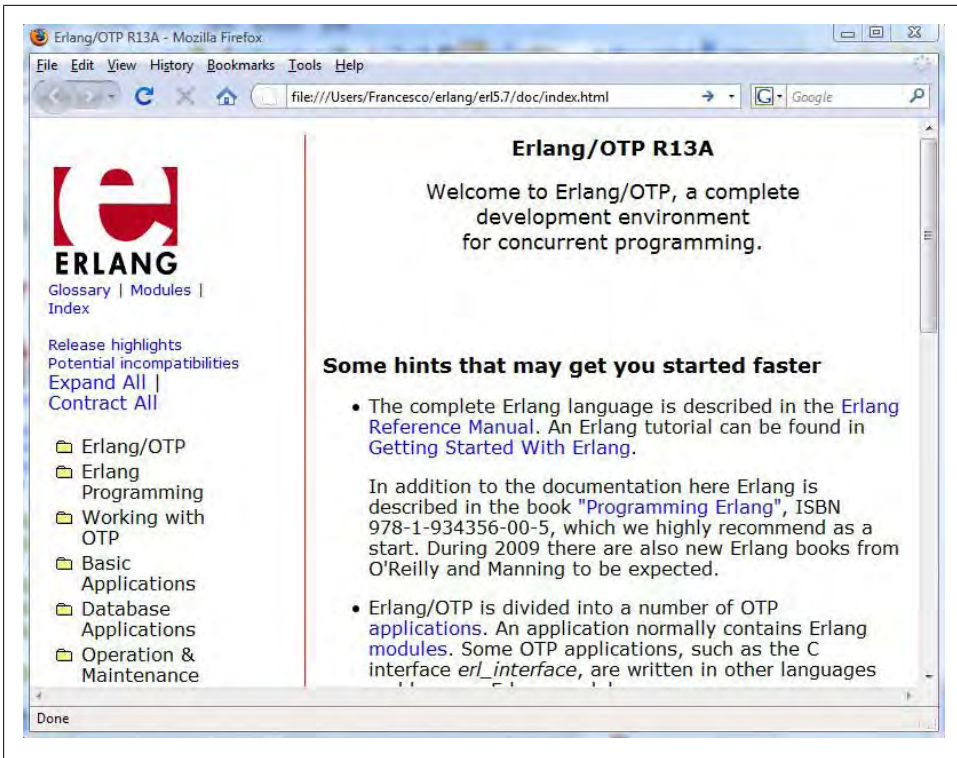 Erlang/OTP R13A - Mozilla Firefox
File Edit View History Bookmarks Tools Help
file:///Users/Francesco/erlang/erl5.7/doc/index.html
G Google
ERLANG
Glossary | Modules |
Index
Release highlights
Potential incompatibilities
Expand All |
Contract All
Erlang/OTP
Erlang
Programming
Working with
OTP
Basic
Applications
Database
Applications
Operation &
Maintenance
Erlang/OTP R13A
Welcome to Erlang/OTP, a complete
development environment
for concurrent programming.
Some hints that may get you started faster
• The complete Erlang language is described in the Erlang
Reference Manual. An Erlang tutorial can be found in
Getting Started With Erlang.
In addition to the documentation here Erlang is
described in the book "Programming Erlang", ISBN
978-1-934356-00-5, which we highly recommend as a
start. During 2009 there are also new Erlang books from
O'Reilly and Manning to be expected.
• Erlang/OTP is divided into a number of OTP
applications. An application normally contains Erlang
modules. Some OTP applications, such as the C
interface erl_interface, are written in other languages
Done